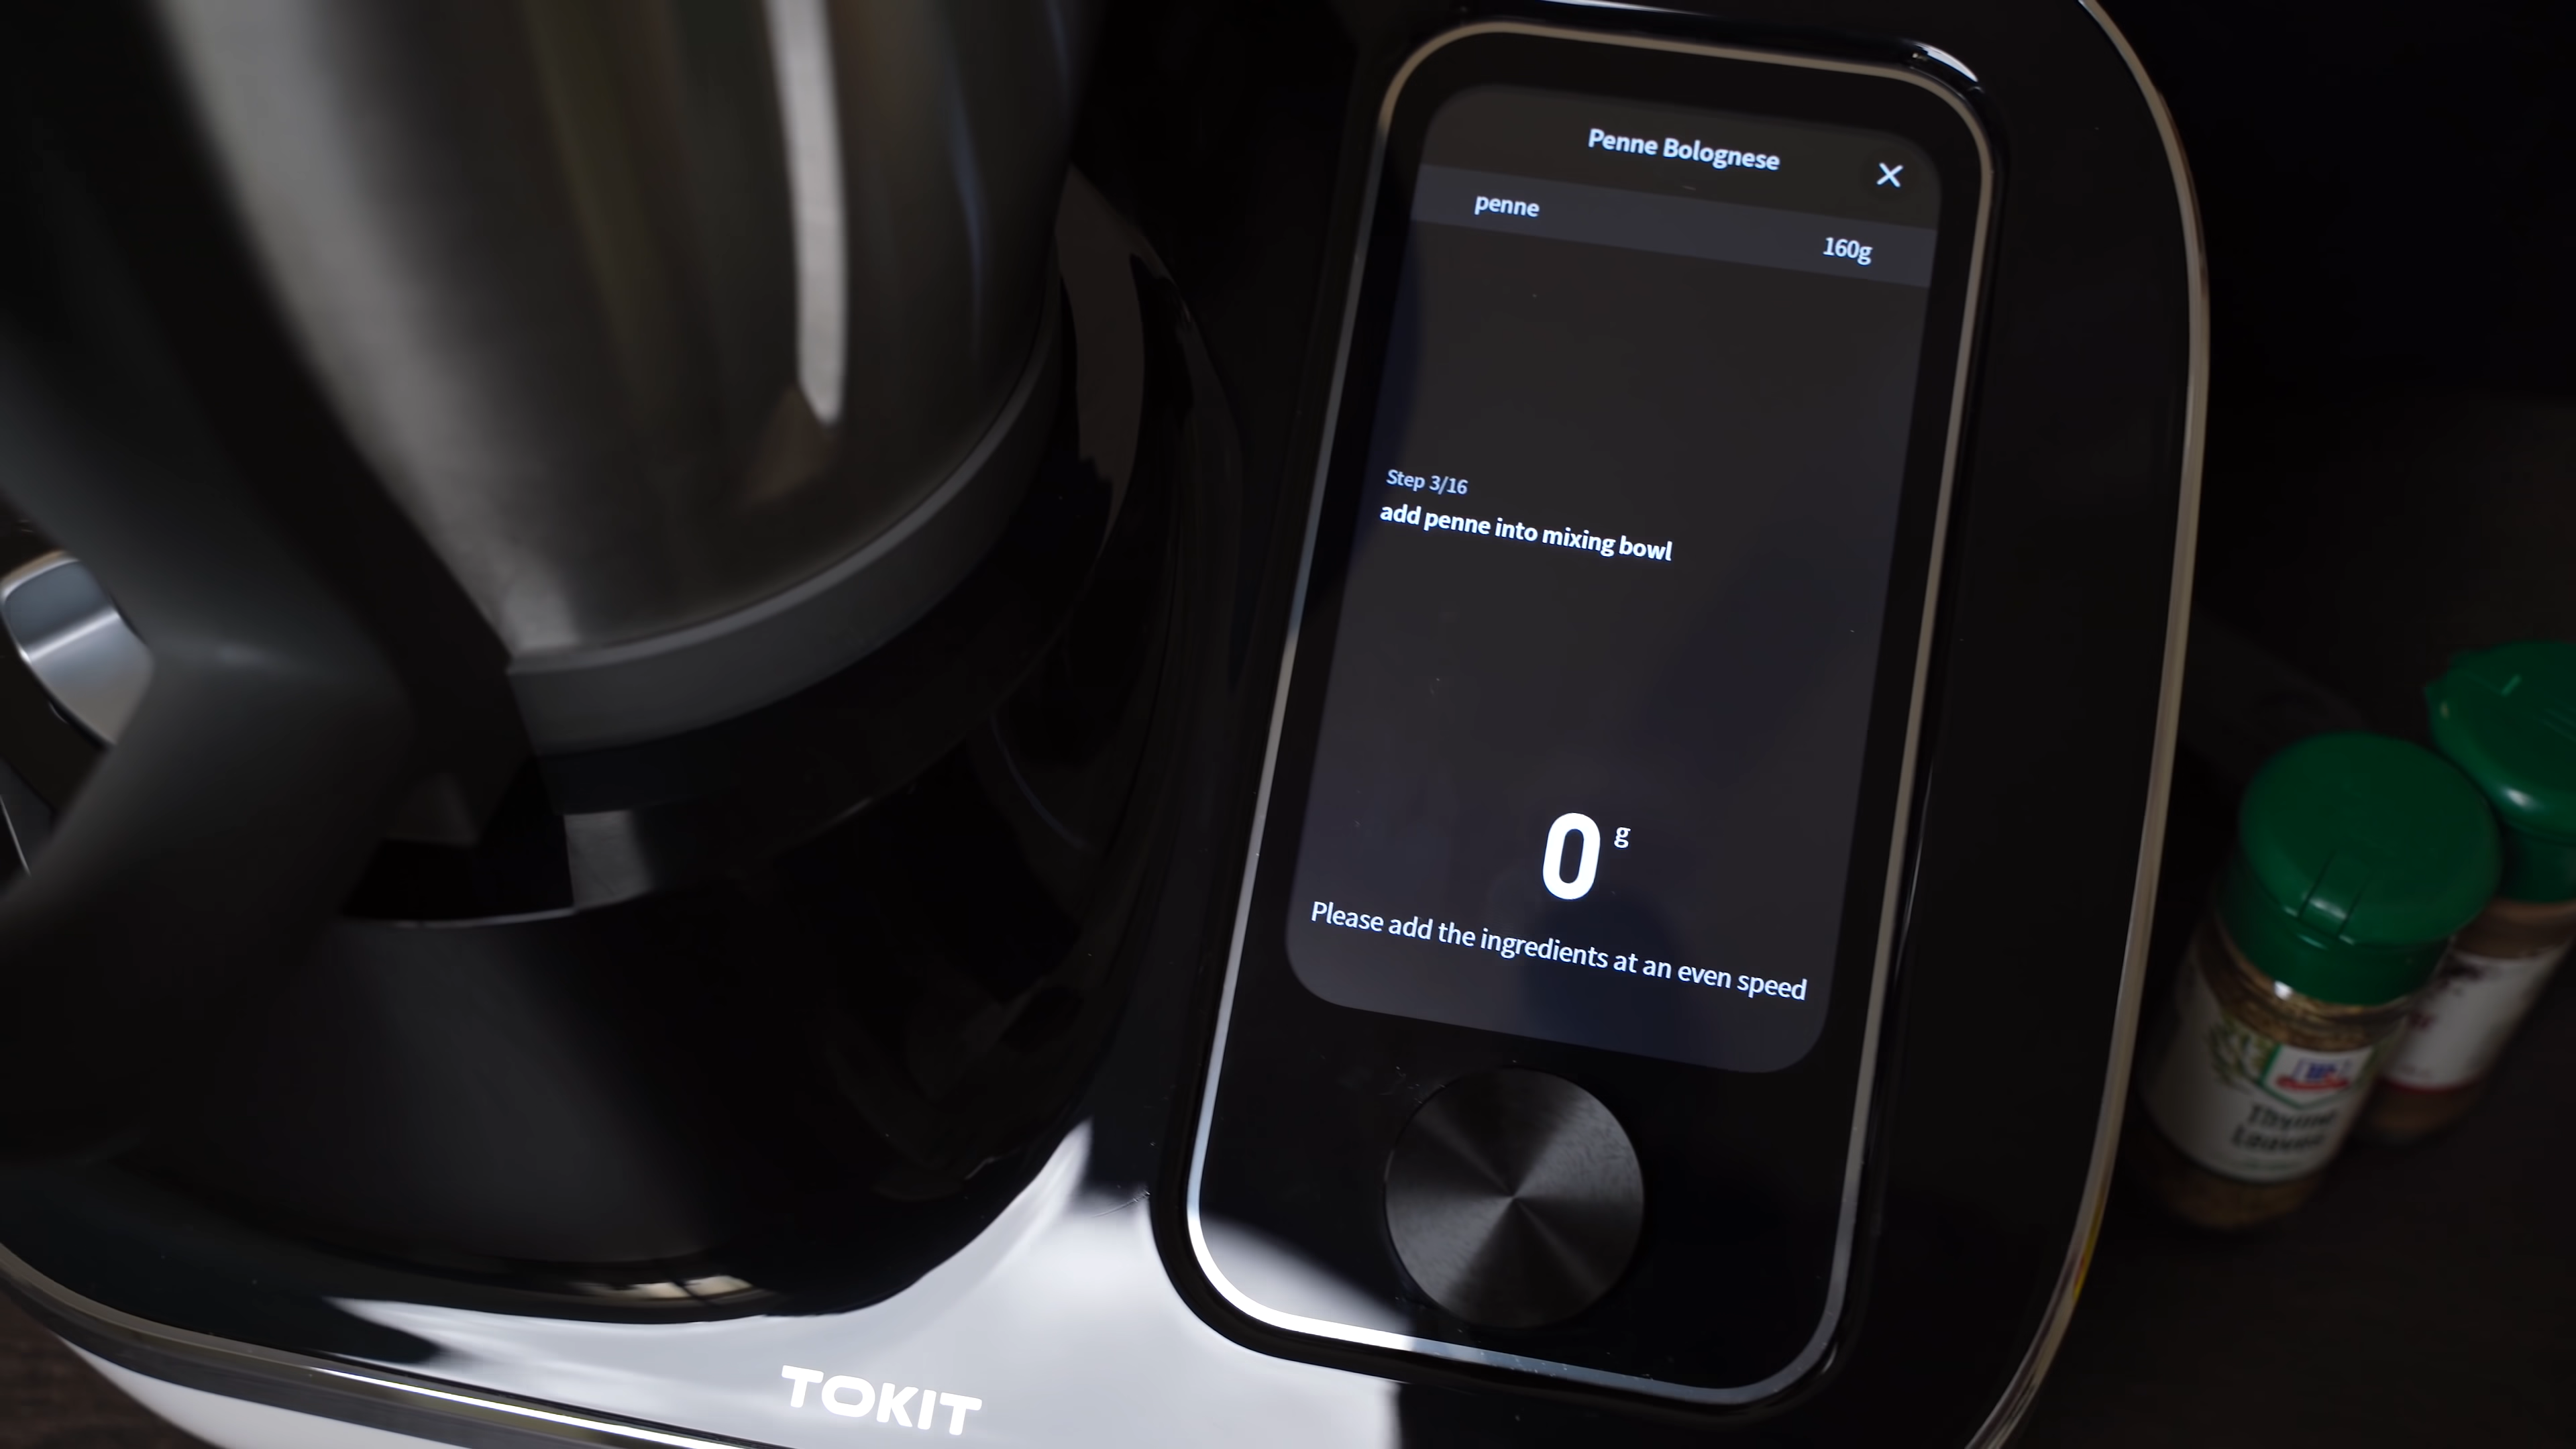 Penne Bolognese
penne
160g
Step 3/16
add penne into mixing bowl
0 g
Please add the ingredients at an even speed
TOKIT
Thyme
Leaves